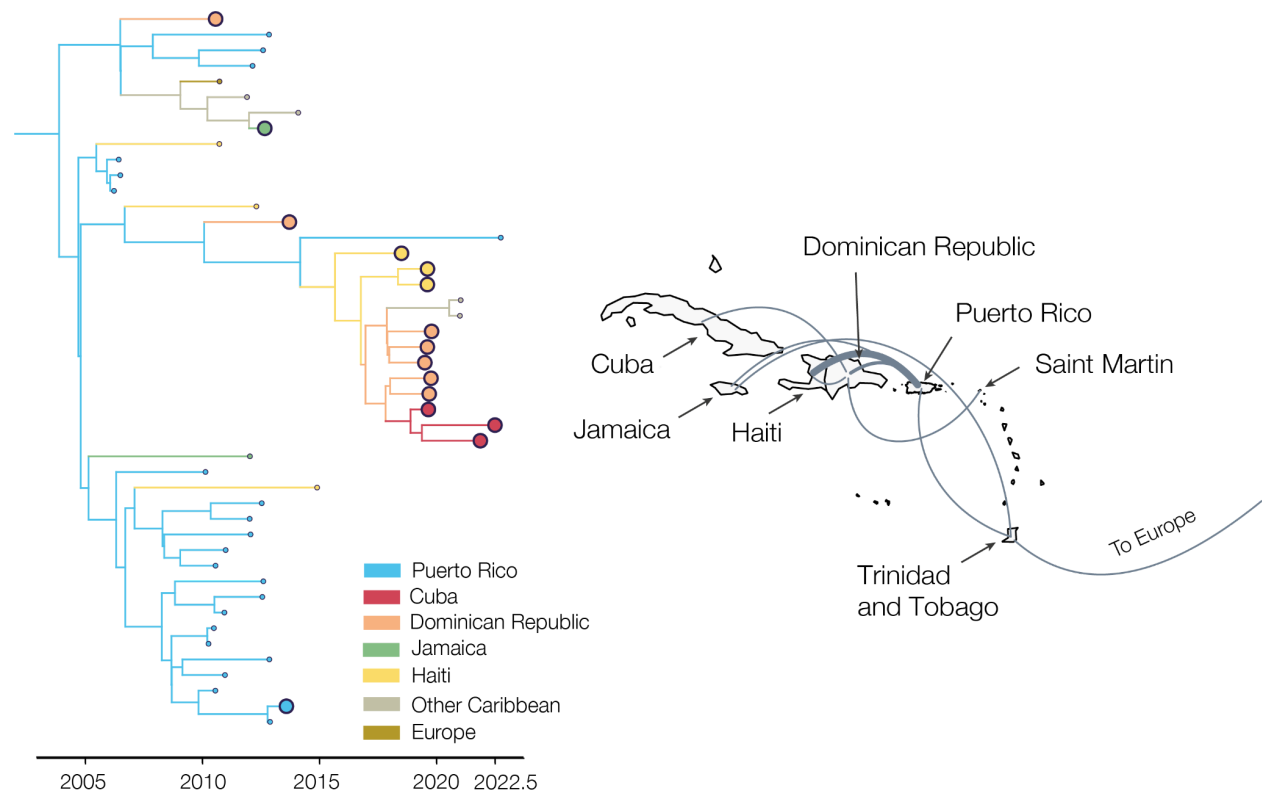 Dominican Republic
Puerto Rico
Saint Martin
Cuba
Jamaica
Haiti
To Europe
Trinidad
and Tobago
Puerto Rico
Cuba
Dominican Republic
Jamaica
Haiti
Other Caribbean
Europe
2005
2010
2015
2020
2022.5